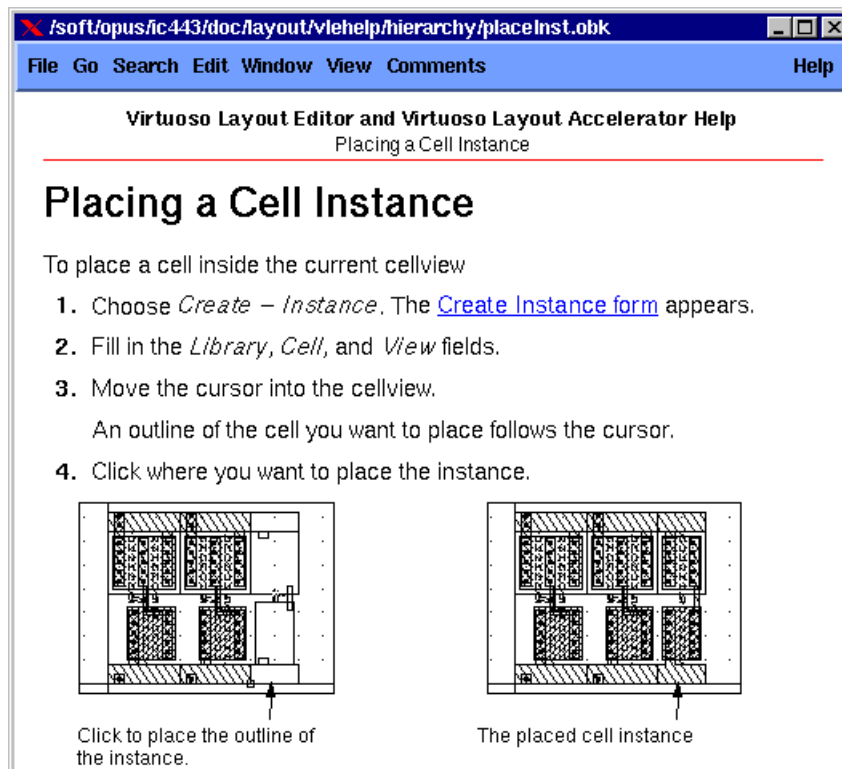 /soft/opus/ic443/doc/layout/vlehelp/hierarchy/placeInst.obk
File Go Search Edit Window View Comments Help
Virtuoso Layout Editor and Virtuoso Layout Accelerator Help
Placing a Cell Instance
Placing a Cell Instance
To place a cell inside the current cellview
1. Choose Create – Instance. The Create Instance form appears.
2. Fill in the Library, Cell, and View fields.
3. Move the cursor into the cellview.
An outline of the cell you want to place follows the cursor.
4. Click where you want to place the instance.
Click to place the outline of
the instance.
The placed cell instance